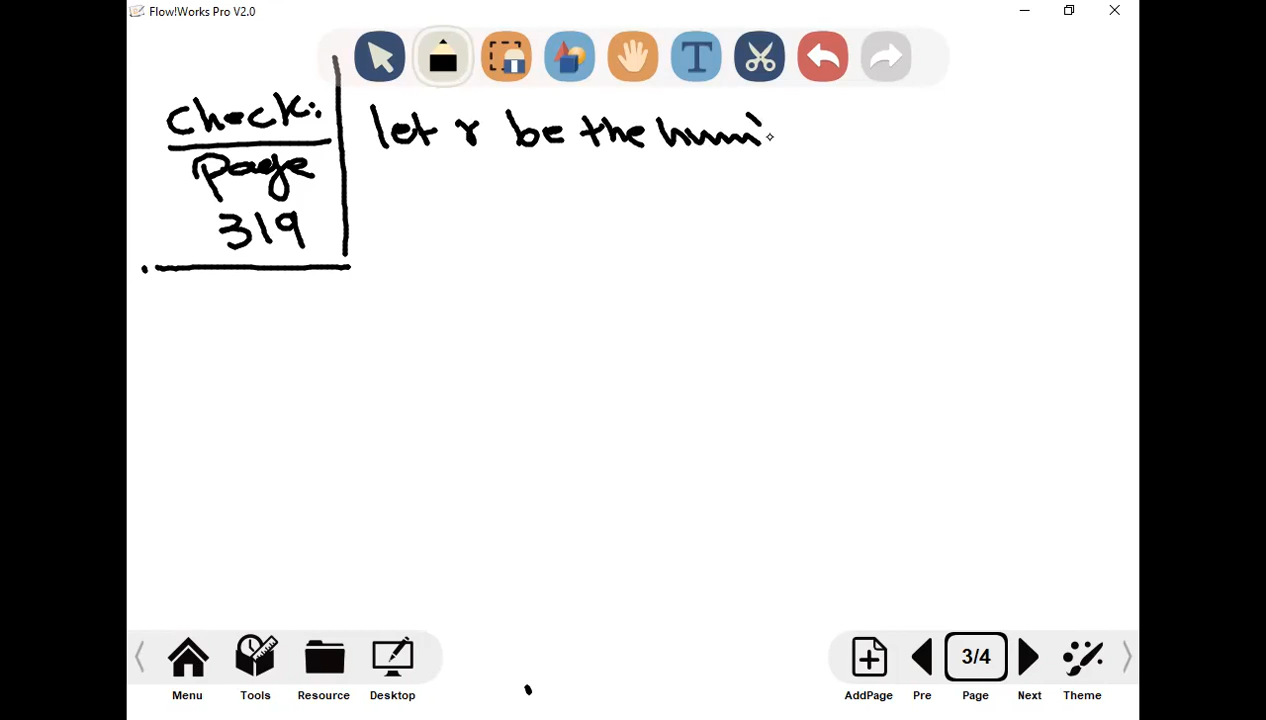 Flow!Works Pro V2.0
T
check:
page
319
let r be the
3/4
Menu
Tools
Resource
Desktop
AddPage
Pre
Page
Next
Theme